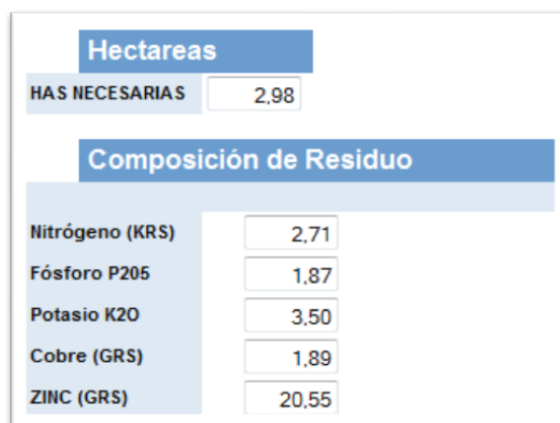 Hectareas
HAS NECESARIAS 2,98
Composición de Residuo
Nitrógeno (KRS) 2,71
Fósforo P205 1,87
Potasio K2O 3,50
Cobre (GRS) 1,89
ZINC (GRS) 20,55